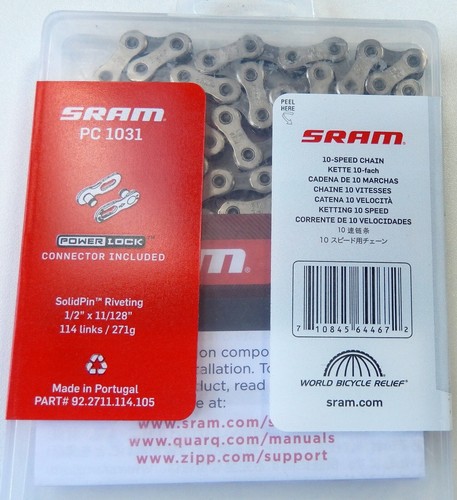 SRAM
PC 1031
POWERLOCK™
CONNECTOR INCLUDED
SolidPin™ Riveting
1/2" x 11/128"
114 links / 271g
Made in Portugal
PART# 92.2711.114.105
PEEL
HERE
SRAM
10-SPEED CHAIN
KETTE 10-fach
CADENA DE 10 MARCHAS
CHAINE 10 VITESSES
CATENA 10 VELOCITÀ
KETTING 10 SPEED
CORRENTE DE 10 VELOCIDADES
10 速链条
10 スピード用チェーン
7 10845 64467 2
WORLD BICYCLE RELIEF
sram.com
on compo
allation. To
duct, read
e at:
www.sram.com/s
www.quarq.com/manuals
www.zipp.com/support